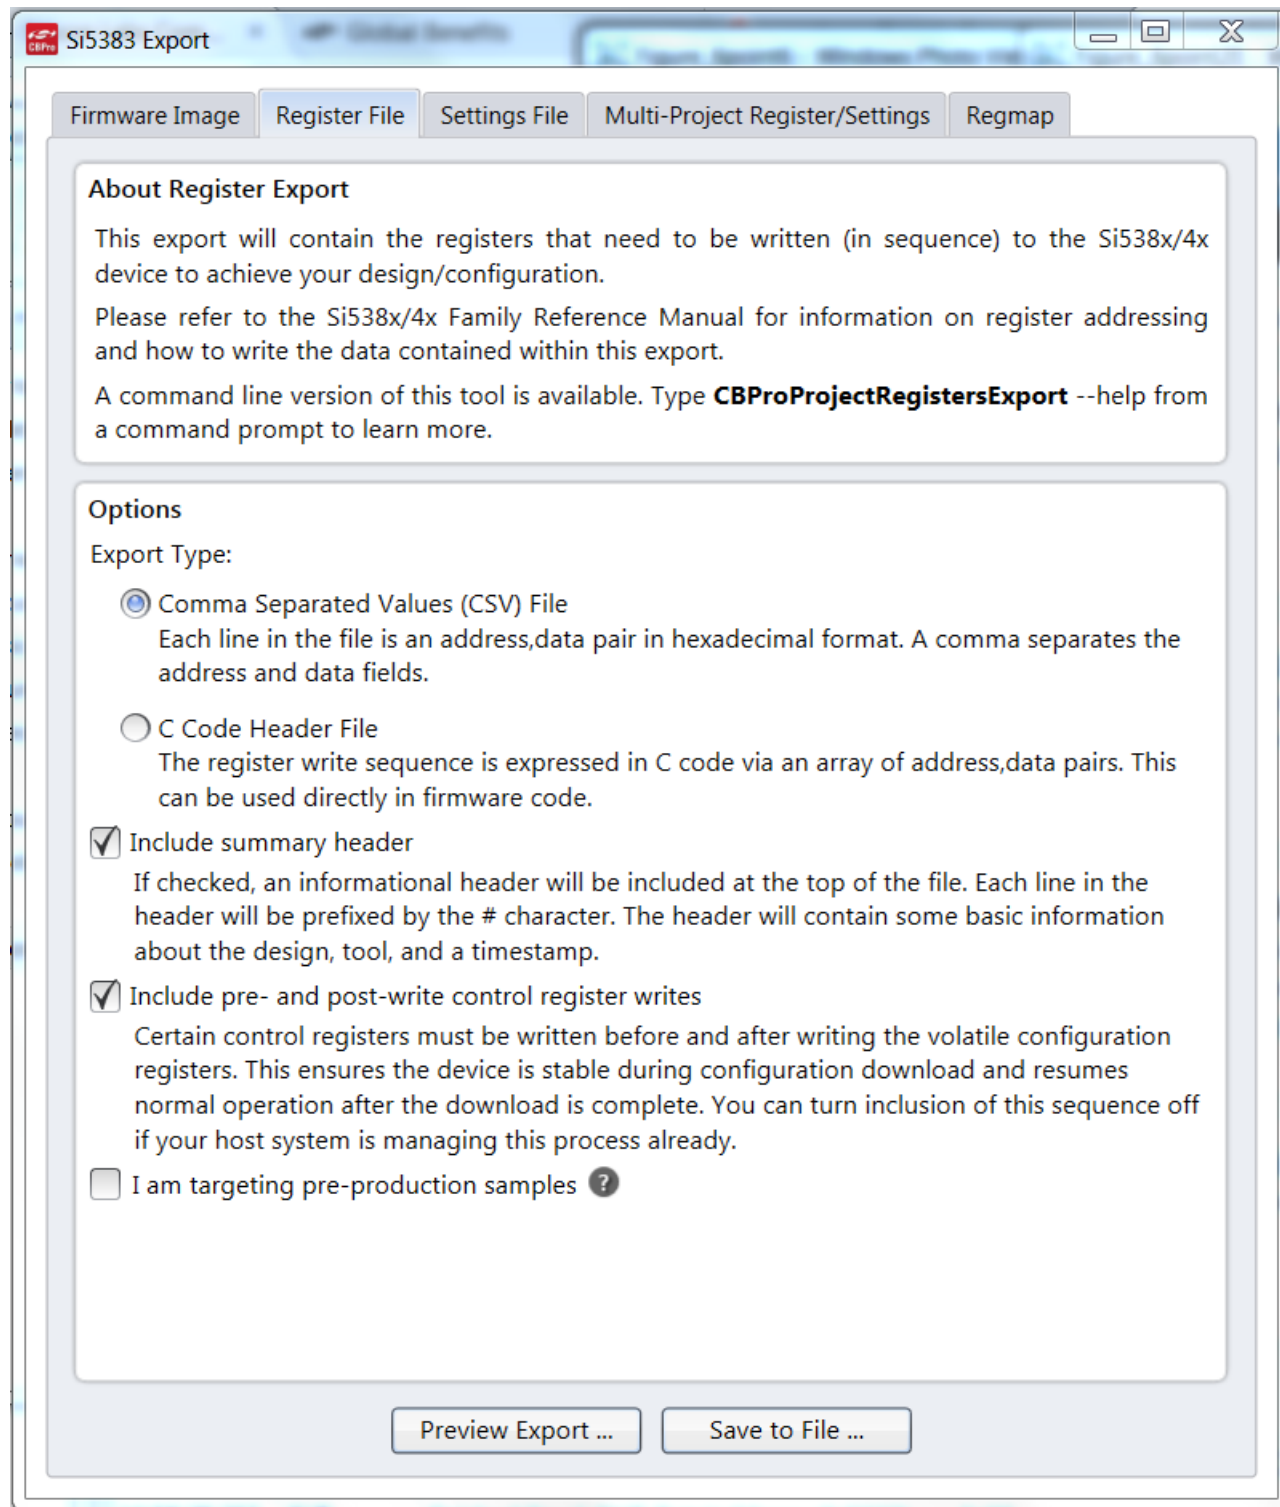 CBPro
Si5383 Export
Global Benefits
Firmware Image
Register File
Settings File
Multi-Project Register/Settings
Regmap
About Register Export
This export will contain the registers that need to be written (in sequence) to the Si538x/4x
device to achieve your design/configuration.
Please refer to the Si538x/4x Family Reference Manual for information on register addressing
and how to write the data contained within this export.
A command line version of this tool is available. Type CBProProjectRegistersExport --help from
a command prompt to learn more.
Options
Export Type:
Comma Separated Values (CSV) File
Each line in the file is an address,data pair in hexadecimal format. A comma separates the
address and data fields.
C Code Header File
The register write sequence is expressed in C code via an array of address,data pairs. This
can be used directly in firmware code.
Include summary header
If checked, an informational header will be included at the top of the file. Each line in the
header will be prefixed by the # character. The header will contain some basic information
about the design, tool, and a timestamp.
Include pre- and post-write control register writes
Certain control registers must be written before and after writing the volatile configuration
registers. This ensures the device is stable during configuration download and resumes
normal operation after the download is complete. You can turn inclusion of this sequence off
if your host system is managing this process already.
I am targeting pre-production samples ?
Preview Export ...
Save to File ...